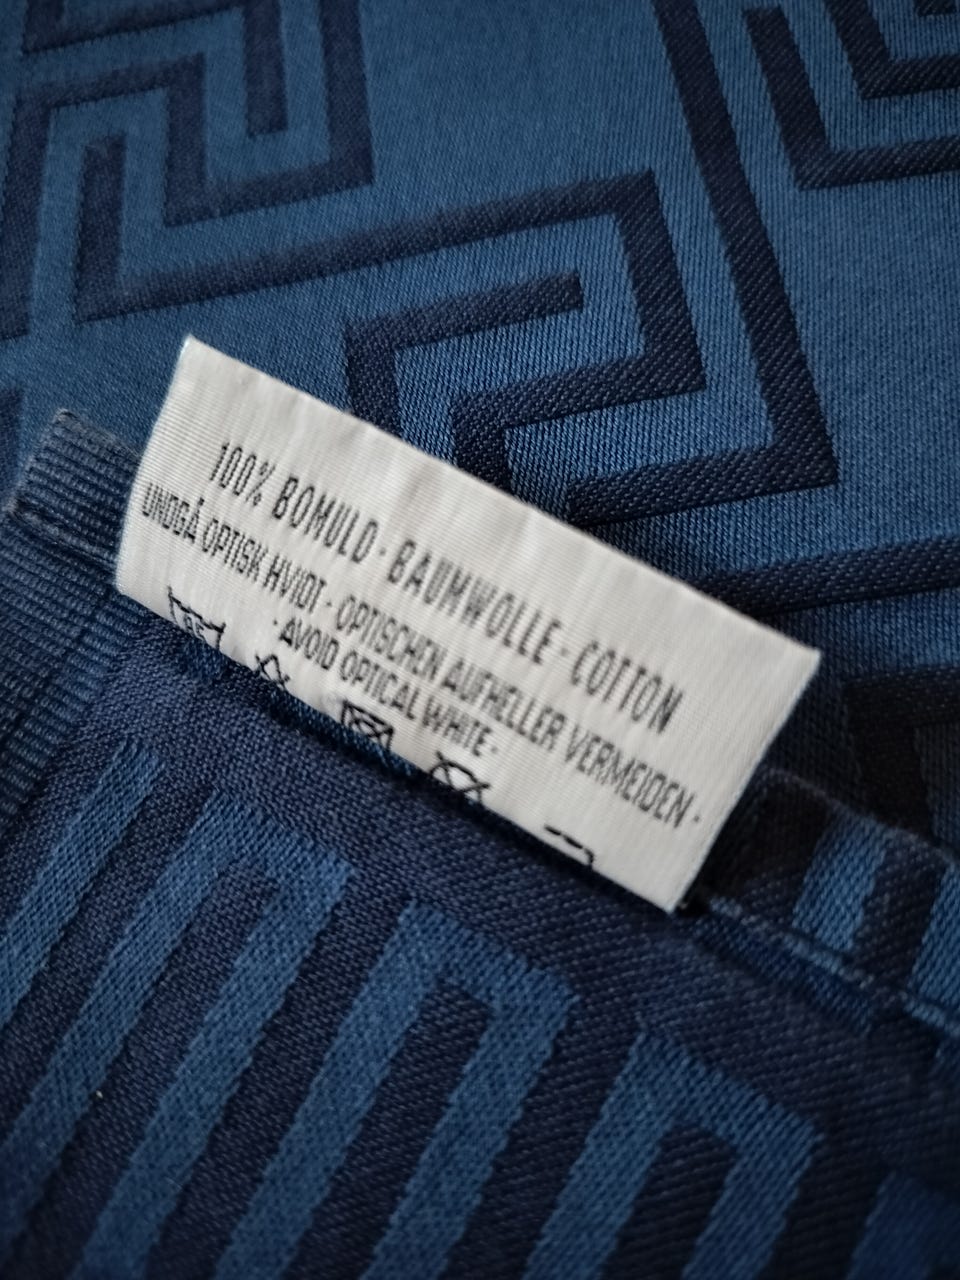 100% BOMULD · BAUMWOLLE · COTTON
UNDGÅ OPTISK HVIDT · OPTISCHEN AUFHELLER VERMEIDEN ·
· AVOID OPTICAL WHITE ·